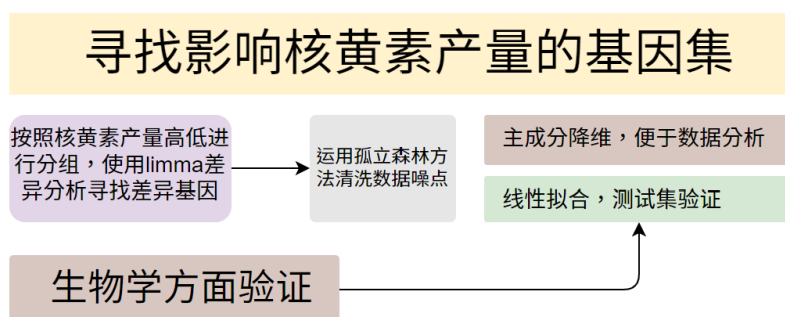 寻找影响核黄素产量的基因集
按照核黄素产量高低进
行分组，使用limma差
异分析寻找差异基因
运用孤立森林方
法清洗数据噪点
主成分降维，便于数据分析
线性拟合，测试集验证
生物学方面验证